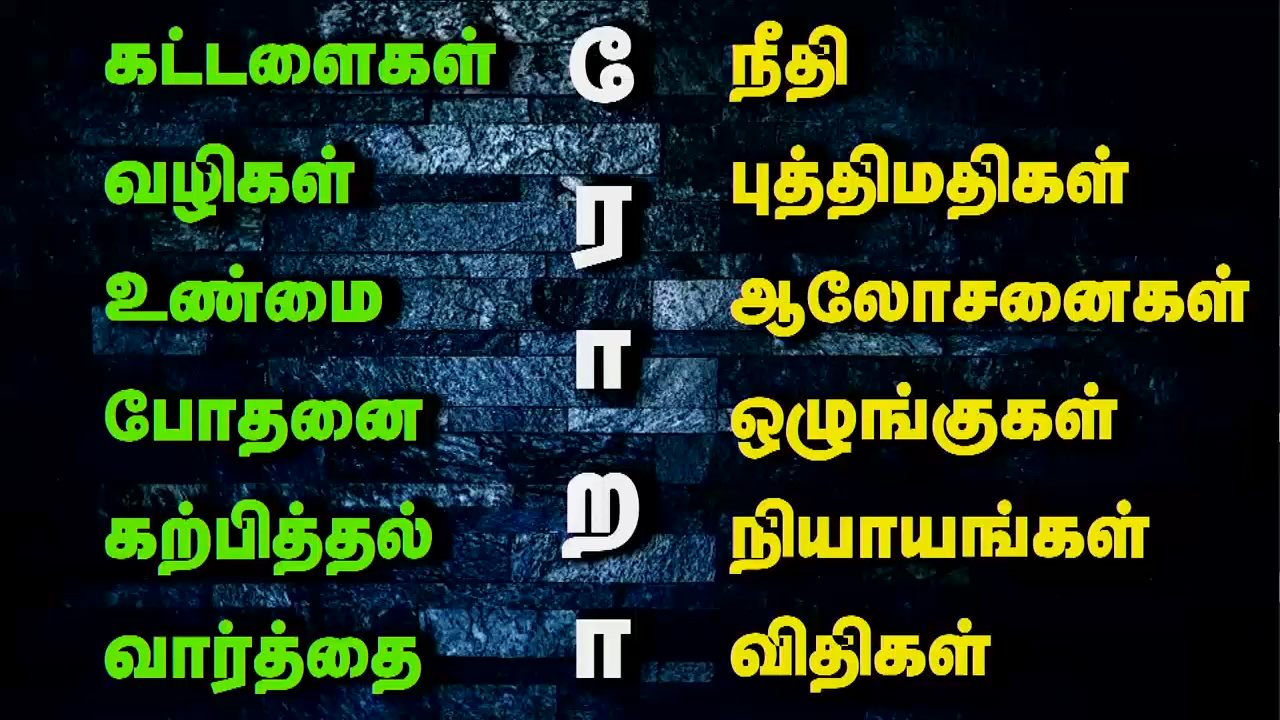 கட்டளைகள்
வழிகள்
உண்மை
போதனை
கற்பித்தல்
வார்த்தை
டோராறா
நீதி
புத்திமதிகள்
ஆலோசனைகள்
ஒழுங்குகள்
நியாயங்கள்
விதிகள்